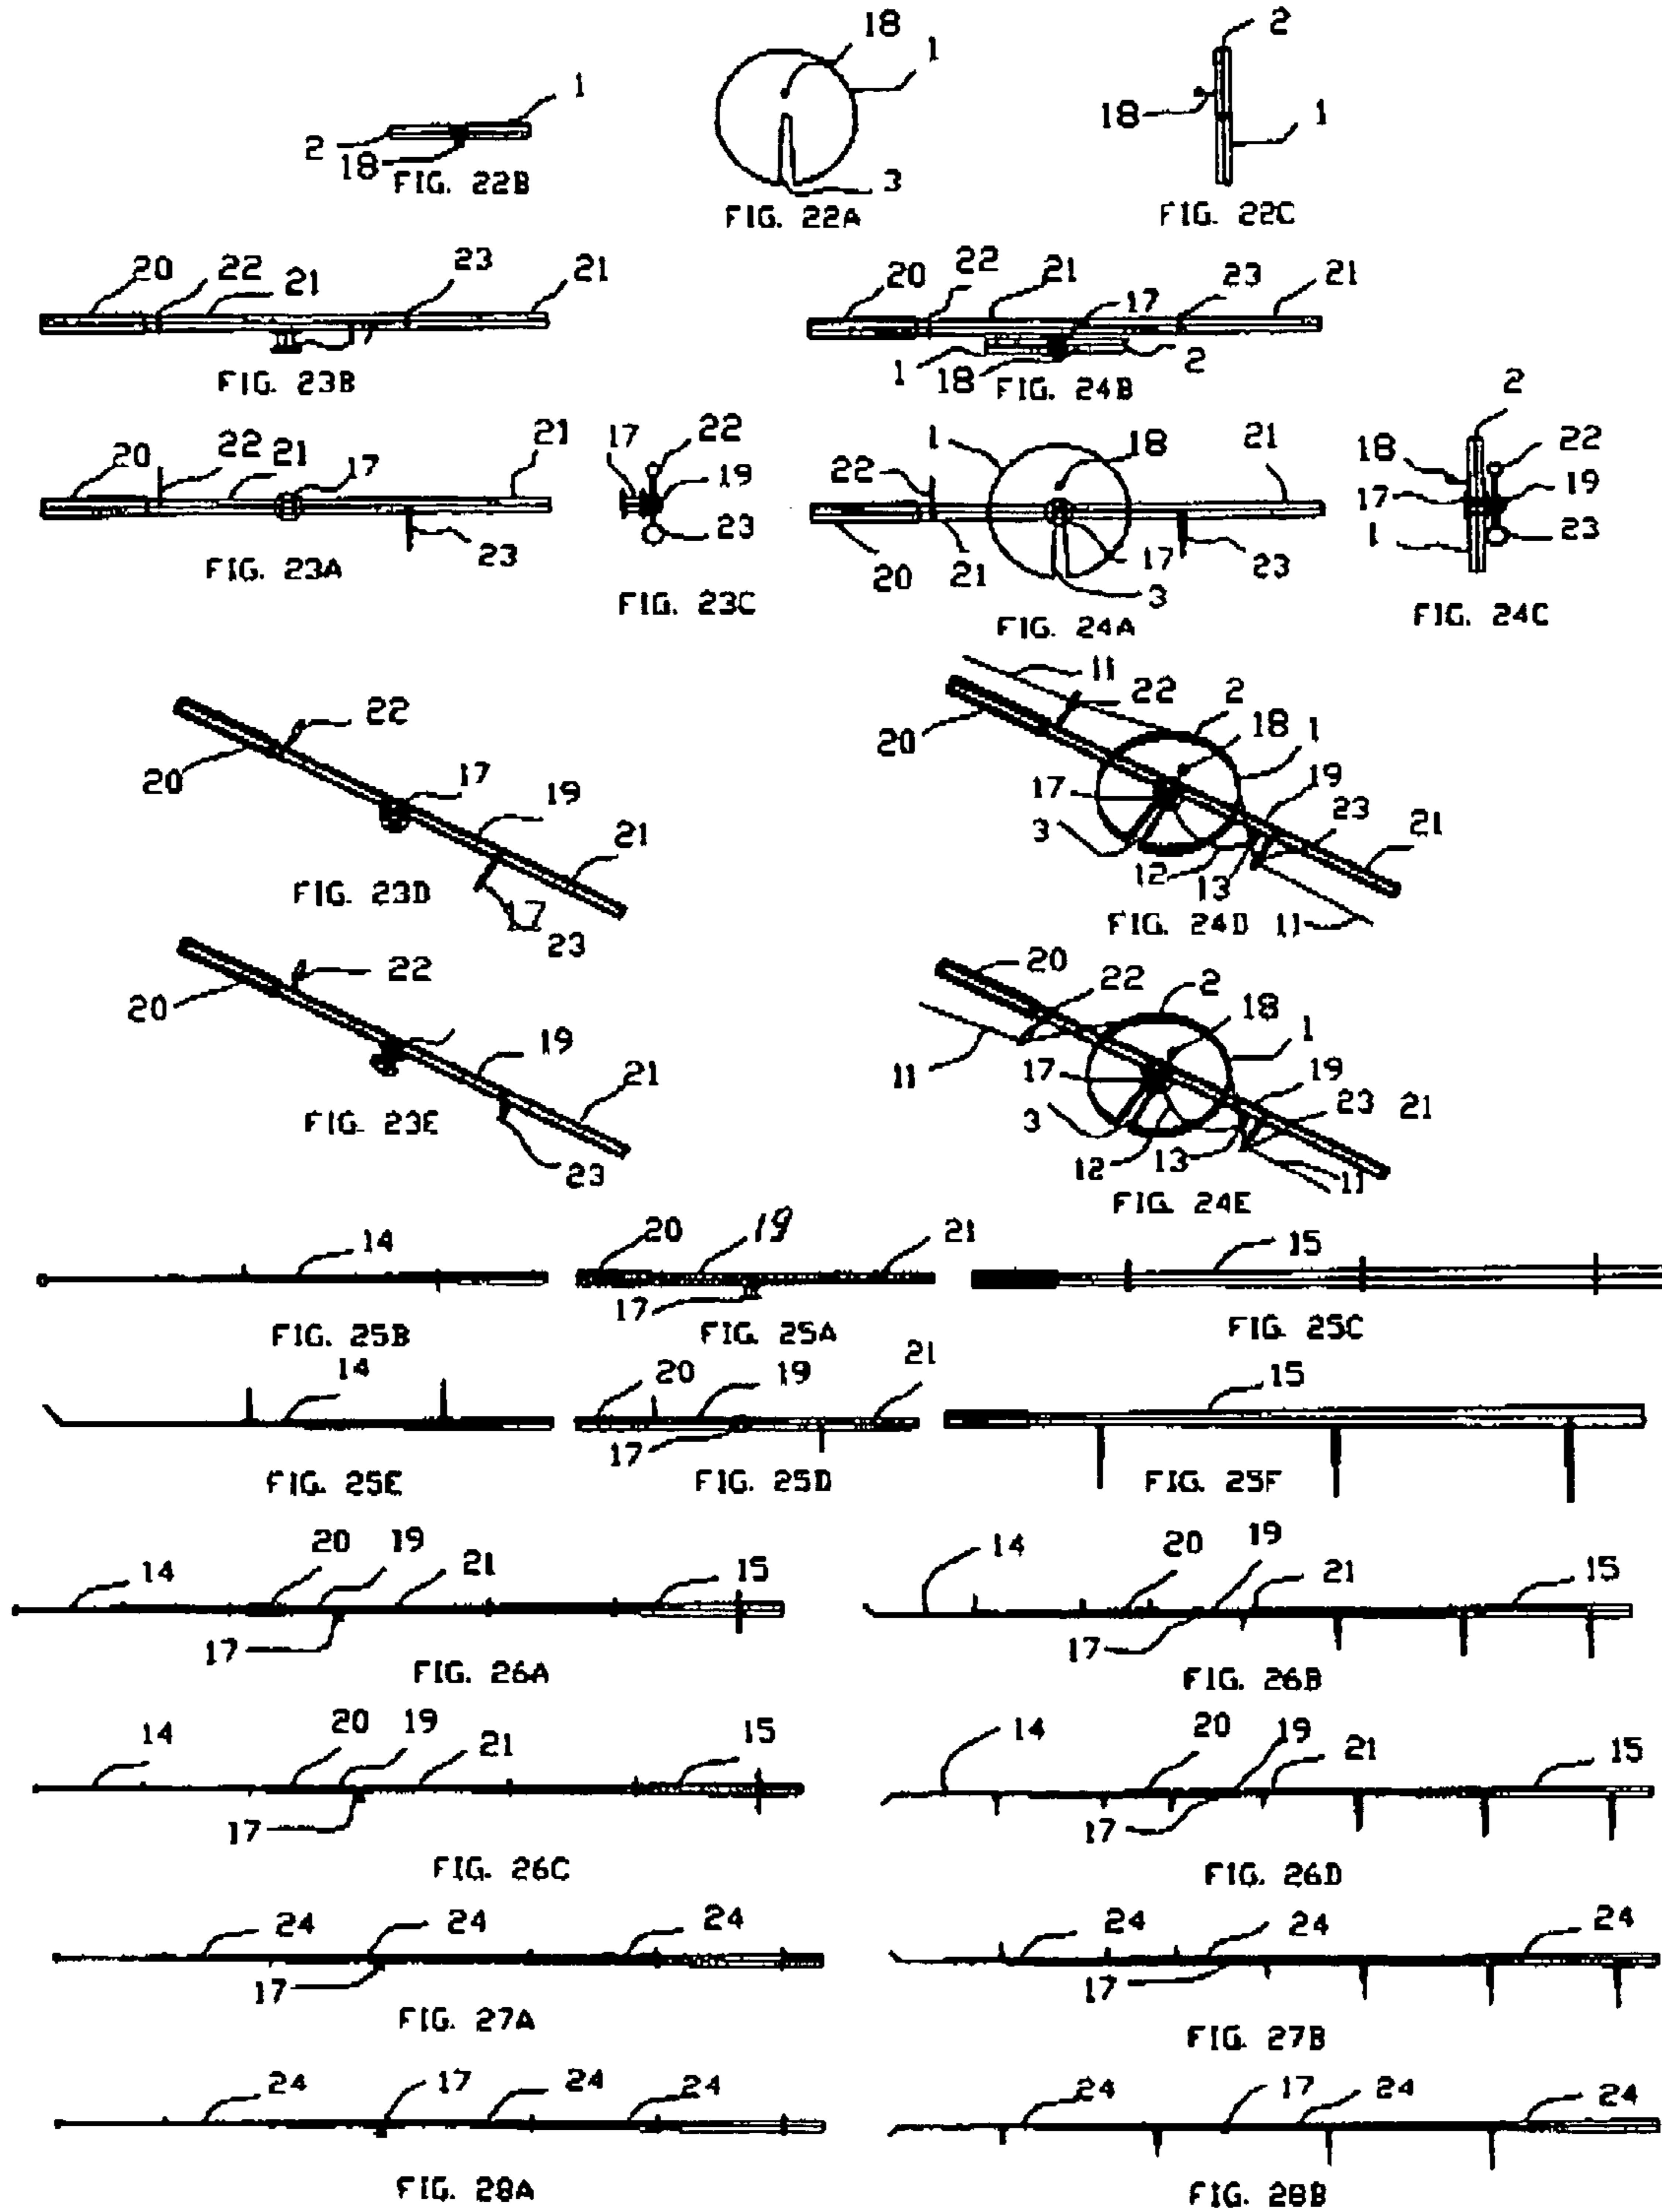 18
1
2
1
2
18
FIG. 22B
3
FIG. 22A
18
1
FIG. 22C
20 22 21 23 21
FIG. 23B
20 22 21 17 23 21
1 18 2
FIG. 24B
20 22 21 17 21
23
FIG. 23A
17 22
19
23
FIG. 23C
1 18 21
22
20 21 17 23
3
FIG. 24A
2
18 22
17 19
1 23
FIG. 24C
22
20 17 19
21
FIG. 23D
17
23
11
22 2
20 18 1
17 19
3 23 21
12 13
FIG. 24D 11
22
20
19
21
FIG. 23E
23
20
22 2
18
11 1
17 19
3 23 21
12 13 11
FIG. 24E
14
FIG. 25B
20 19 21
17
FIG. 25A
15
FIG. 25C
14
FIG. 25E
20 19 21
17
FIG. 25D
15
FIG. 25F
14 20 19 21 15
17
FIG. 26A
14 20 19 21 15
17
FIG. 26B
14 20 19 21 15
17
FIG. 26C
14 20 19 21 15
17
FIG. 26D
24 24 24
17
FIG. 27A
24 24 24
17
FIG. 27B
24 17 24 24
FIG. 28A
24 17 24 24
FIG. 28B